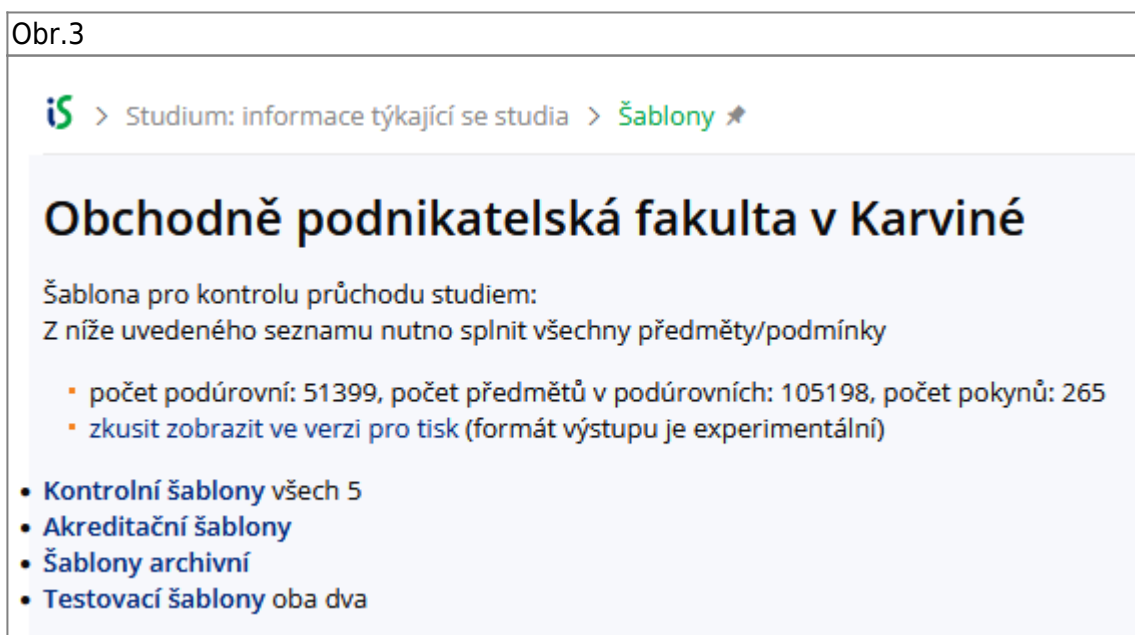 Obr.3
iS > Studium: informace týkající se studia > Šablony
Obchodně podnikatelská fakulta v Karviné
Šablona pro kontrolu průchodu studiem:
Z níže uvedeného seznamu nutno splnit všechny předměty/podmínky
počet podúrovní: 51399, počet předmětů v podúrovních: 105198, počet pokynů: 265
zkusit zobrazit ve verzi pro tisk (formát výstupu je experimentální)
Kontrolní šablony všech 5
Akreditační šablony
Šablony archivní
Testovací šablony oba dva